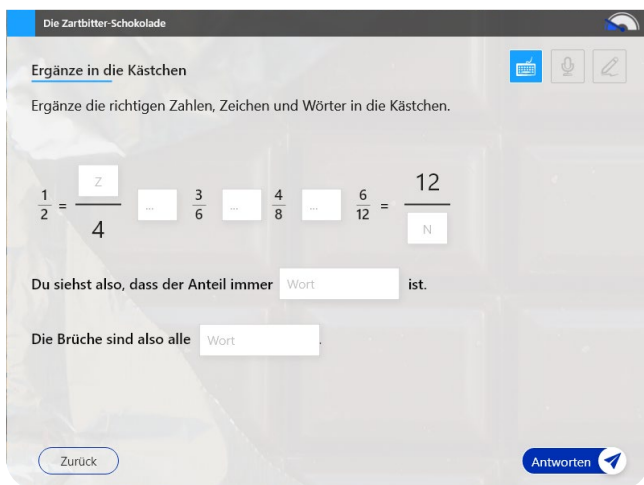 Die Zartbitter-Schokolade
Ergänze in die Kästchen
Ergänze die richtigen Zahlen, Zeichen und Wörter in die Kästchen.
1/2 = Z/4 ... 3/6 ... 4/8 ... 6/12 = 12/N
Du siehst also, dass der Anteil immer Wort ist.
Die Brüche sind also alle Wort .
Zurück
Antworten